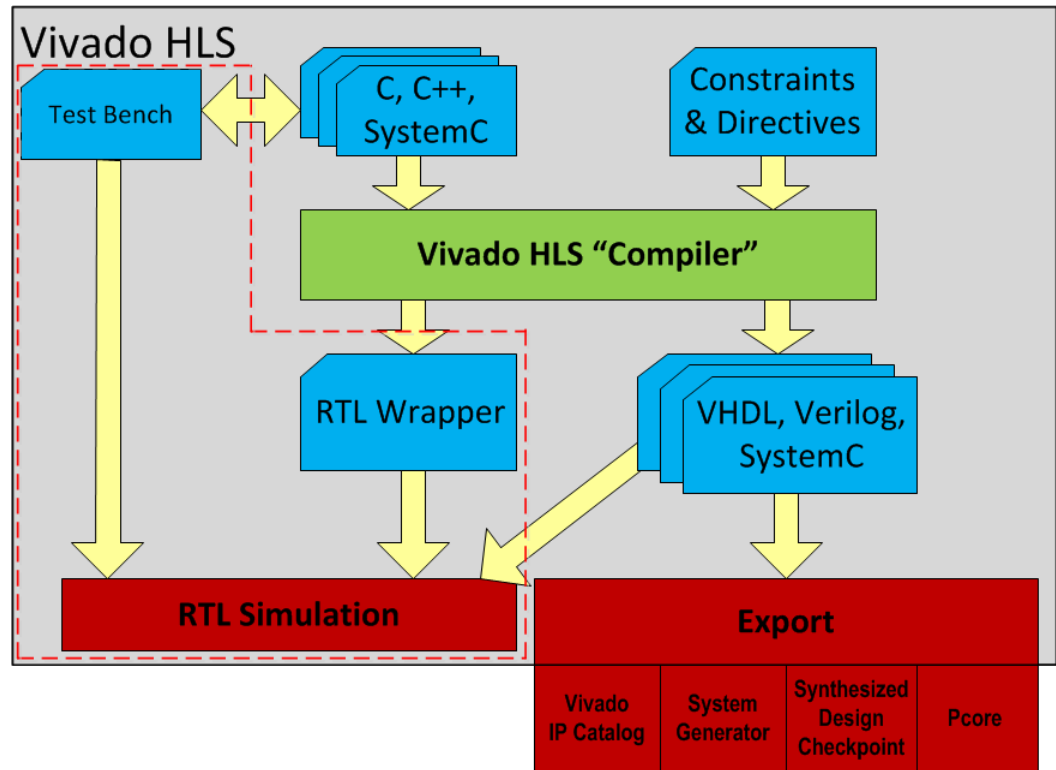 Vivado HLS
Test Bench
C, C++,
SystemC
Constraints
& Directives
Vivado HLS “Compiler”
RTL Wrapper
VHDL, Verilog,
SystemC
RTL Simulation
Export
Vivado
IP Catalog
System
Generator
Synthesized
Design
Checkpoint
Pcore